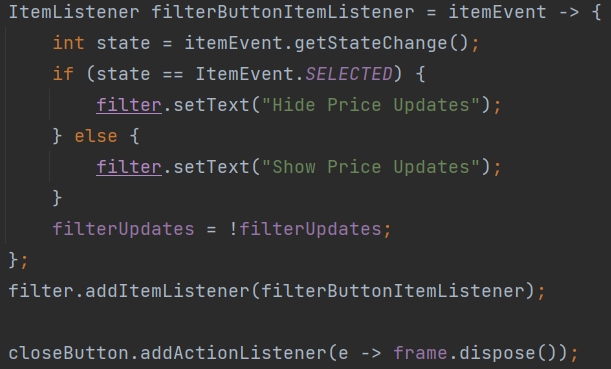 ItemListener filterButtonItemListener = itemEvent -> {
    int state = itemEvent.getStateChange();
    if (state == ItemEvent.SELECTED) {
        filter.setText("Hide Price Updates");
    } else {
        filter.setText("Show Price Updates");
    }
    filterUpdates = !filterUpdates;
};
filter.addItemListener(filterButtonItemListener);
closeButton.addActionListener(e -> frame.dispose());